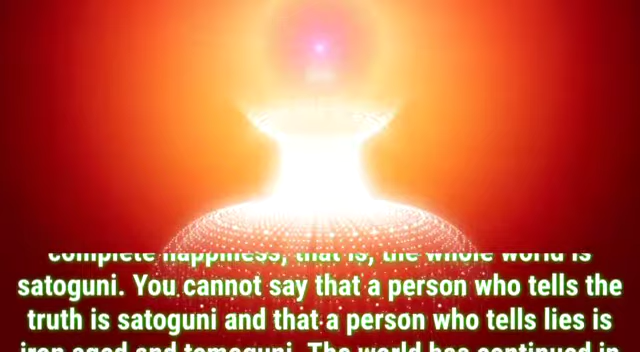 complete happiness, that is, the whole world is
satoguni. You cannot say that a person who tells the
truth is satoguni and that a person who tells lies is
iron aged and tamoguni. The world has continued in